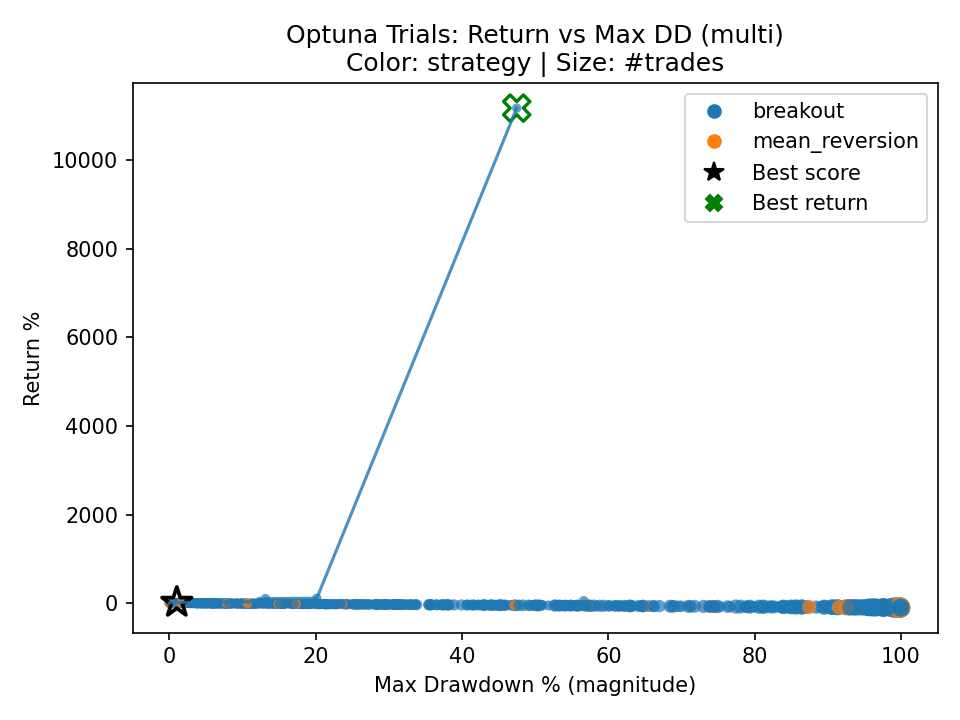 Optuna Trials: Return vs Max DD (multi)
Color: strategy | Size: #trades
breakout
mean_reversion
Best score
Best return
Return %
10000
8000
6000
4000
2000
0
0 20 40 60 80 100
Max Drawdown % (magnitude)